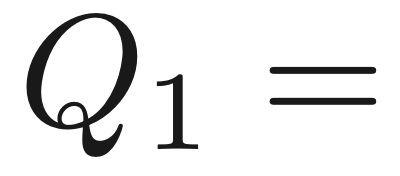 Q₁ =